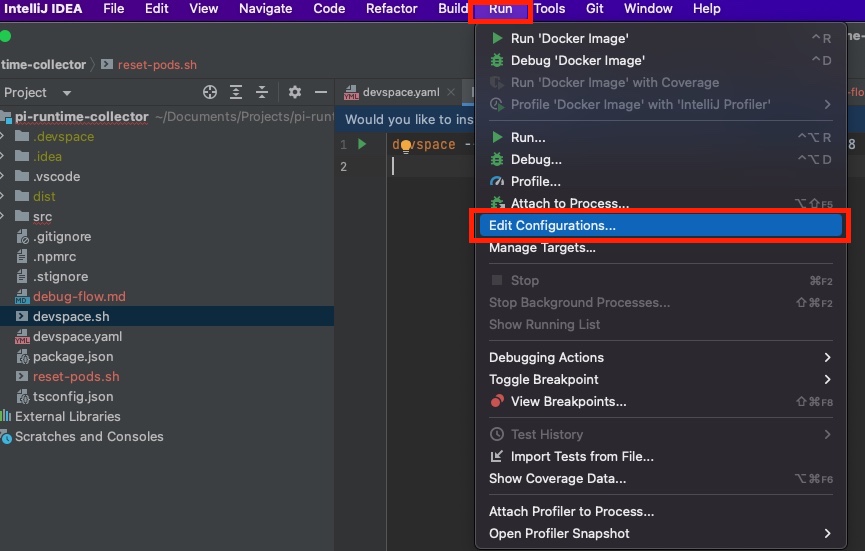 IntelliJ IDEA File Edit View Navigate Code Refactor Build Run Tools Git Window Help
time-collector reset-pods.sh
Project
pi-runtime-collector ~/Documents/Projects/pi-runt
.devspace
.idea
.vscode
dist
src
.gitignore
.npmrc
.stignore
debug-flow.md
devspace.sh
devspace.yaml
package.json
reset-pods.sh
tsconfig.json
External Libraries
Scratches and Consoles
devspace.yaml
Would you like to ins
1 devspace --
2
8
Run 'Docker Image' ⌃R
Debug 'Docker Image' ⌃D
Run 'Docker Image' with Coverage
Profile 'Docker Image' with 'IntelliJ Profiler'
Run... ⌃⌥R
Debug... ⌃⌥D
Profile...
Attach to Process... ⌥⇧F5
Edit Configurations...
Manage Targets...
Stop ⌘F2
Stop Background Processes... ⇧⌘F2
Show Running List
Debugging Actions
Toggle Breakpoint
View Breakpoints... ⇧⌘F8
Test History
Import Tests from File...
Show Coverage Data... ⌥⌘F6
Attach Profiler to Process...
Open Profiler Snapshot